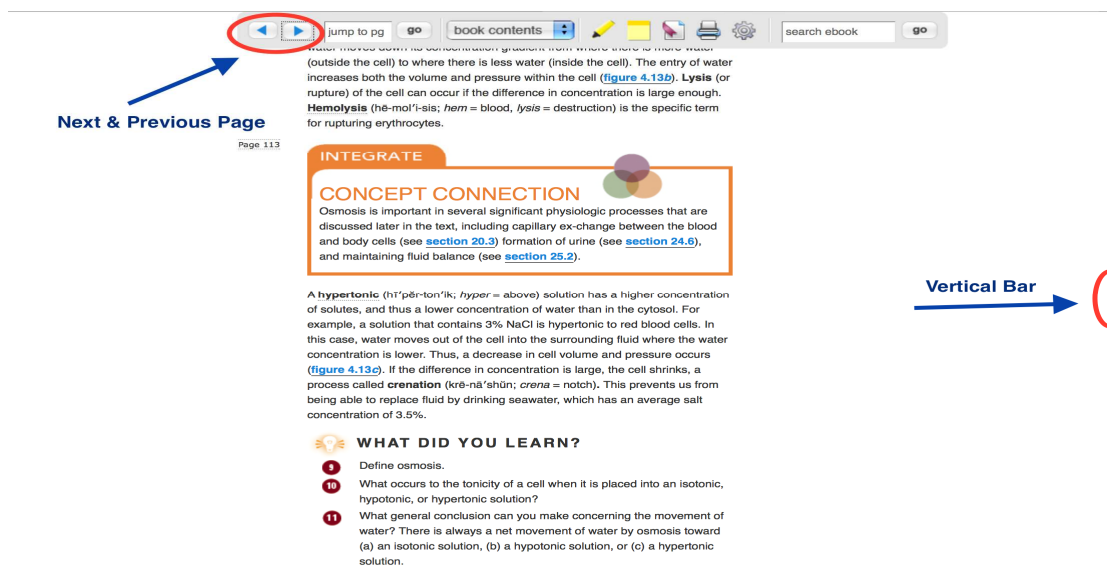 jump to pg go book contents search ebook go
water moves down its concentration gradient from where there is more water
(outside the cell) to where there is less water (inside the cell). The entry of water
increases both the volume and pressure within the cell (figure 4.13b). Lysis (or
rupture) of the cell can occur if the difference in concentration is large enough.
Hemolysis (hē-mol′i-sis; hem = blood, lysis = destruction) is the specific term
for rupturing erythrocytes.
Next & Previous Page
Page 113
INTEGRATE
CONCEPT CONNECTION
Osmosis is important in several significant physiologic processes that are
discussed later in the text, including capillary ex-change between the blood
and body cells (see section 20.3) formation of urine (see section 24.6),
and maintaining fluid balance (see section 25.2).
Vertical Bar
A hypertonic (hī′pĕr-ton′ik; hyper = above) solution has a higher concentration
of solutes, and thus a lower concentration of water than in the cytosol. For
example, a solution that contains 3% NaCl is hypertonic to red blood cells. In
this case, water moves out of the cell into the surrounding fluid where the water
concentration is lower. Thus, a decrease in cell volume and pressure occurs
(figure 4.13c). If the difference in concentration is large, the cell shrinks, a
process called crenation (krē-nā′shŭn; crena = notch). This prevents us from
being able to replace fluid by drinking seawater, which has an average salt
concentration of 3.5%.
WHAT DID YOU LEARN?
9 Define osmosis.
10 What occurs to the tonicity of a cell when it is placed into an isotonic,
hypotonic, or hypertonic solution?
11 What general conclusion can you make concerning the movement of
water? There is always a net movement of water by osmosis toward
(a) an isotonic solution, (b) a hypotonic solution, or (c) a hypertonic
solution.